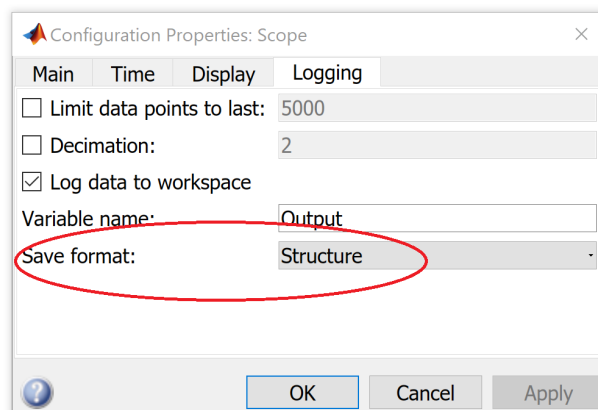 Configuration Properties: Scope
Main Time Display Logging
Limit data points to last: 5000
Decimation: 2
Log data to workspace
Variable name: Output
Save format: Structure
? OK Cancel Apply